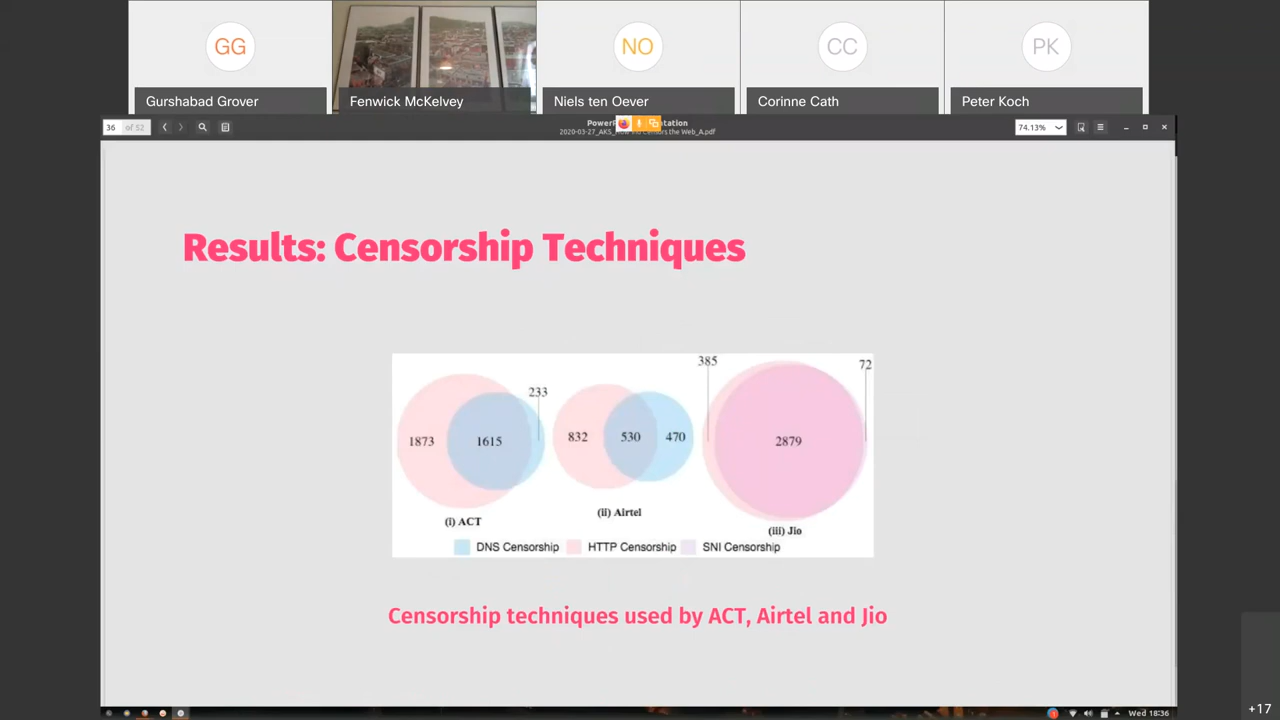 GG
NO
CC
PK
Gurshabad Grover
Fenwick McKelvey
Niels ten Oever
Corinne Cath
Peter Koch
36 of 52
74.13%
Results: Censorship Techniques
385
72
233
1873
1615
832
530
470
2879
(i) ACT
(ii) Airtel
(iii) Jio
DNS Censorship
HTTP Censorship
SNI Censorship
Censorship techniques used by ACT, Airtel and Jio
Wed 18:36
+17